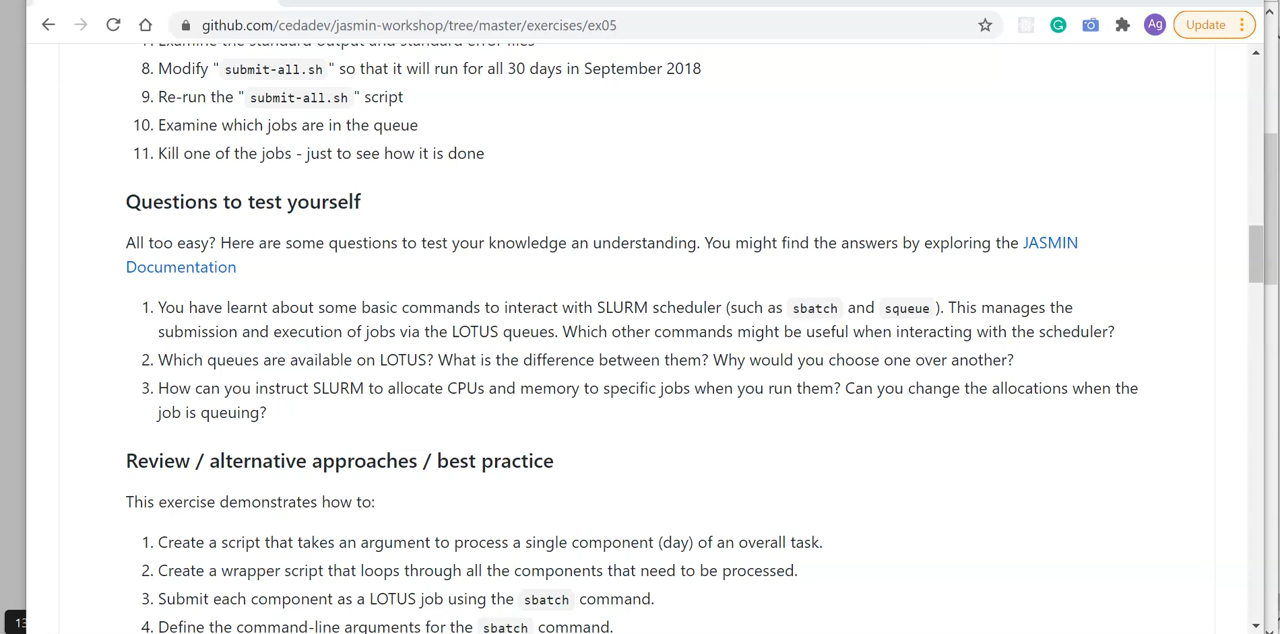 github.com/cedadev/jasmin-workshop/tree/master/exercises/ex05
Ag
Update
7. Examine the standard output and standard error files
8. Modify "submit-all.sh" so that it will run for all 30 days in September 2018
9. Re-run the "submit-all.sh" script
10. Examine which jobs are in the queue
11. Kill one of the jobs - just to see how it is done
Questions to test yourself
All too easy? Here are some questions to test your knowledge an understanding. You might find the answers by exploring the JASMIN
Documentation
1. You have learnt about some basic commands to interact with SLURM scheduler (such as sbatch and squeue ). This manages the
submission and execution of jobs via the LOTUS queues. Which other commands might be useful when interacting with the scheduler?
2. Which queues are available on LOTUS? What is the difference between them? Why would you choose one over another?
3. How can you instruct SLURM to allocate CPUs and memory to specific jobs when you run them? Can you change the allocations when the
job is queuing?
Review / alternative approaches / best practice
This exercise demonstrates how to:
1. Create a script that takes an argument to process a single component (day) of an overall task.
2. Create a wrapper script that loops through all the components that need to be processed.
3. Submit each component as a LOTUS job using the sbatch command.
4. Define the command-line arguments for the sbatch command.